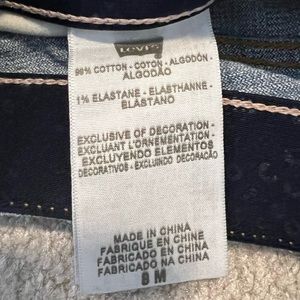 Levi's
99% COTTON - COTON - ALGODÓN -
ALGODÃO
1% ELASTANE - ELASTHANNE -
ELASTANO
EXCLUSIVE OF DECORATION -
EXCLUANT L'ORNEMENTATION -
EXCLUYENDO ELEMENTOS
DECORATIVOS - EXCLUINDO DECORAÇÃO
MADE IN CHINA
FABRIQUE EN CHINE
FABRICADO EN CHINA
FABRICADO NA CHINA
8 M